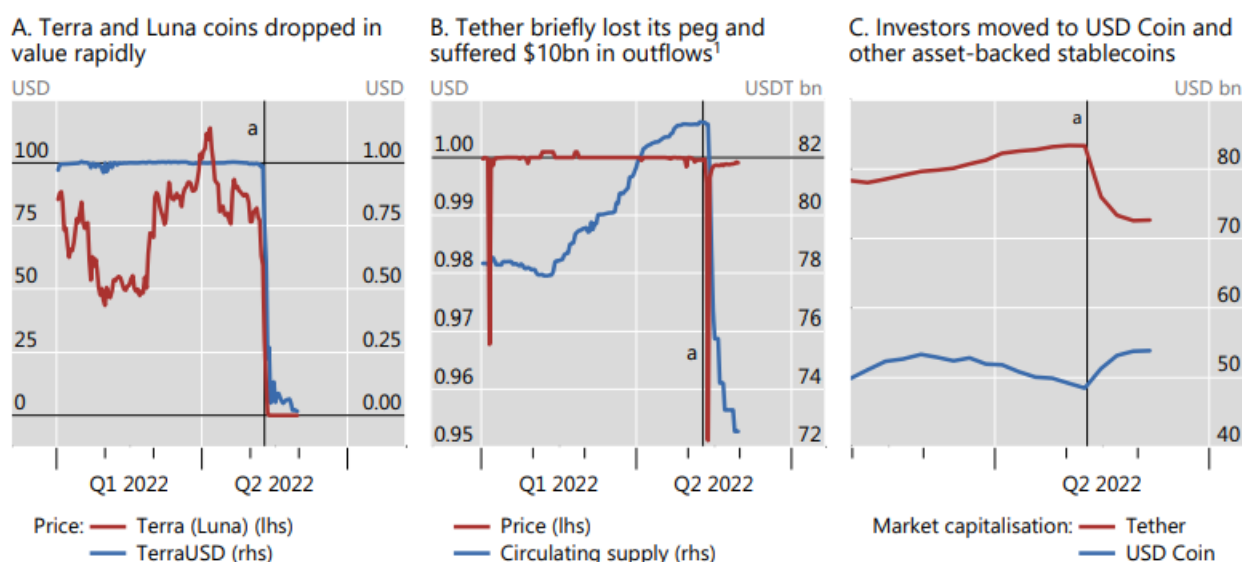 A. Terra and Luna coins dropped in
value rapidly
USD USD
a
100 1.00
75 0.75
50 0.50
25 0.25
0 0.00
Q1 2022 Q2 2022
Price: Terra (Luna) (lhs)
TerraUSD (rhs)
B. Tether briefly lost its peg and
suffered $10bn in outflows¹
USD USDT bn
1.00 82
0.99 80
0.98 78
0.97 76
a
0.96 74
0.95 72
Q1 2022 Q2 2022
Price (lhs)
Circulating supply (rhs)
C. Investors moved to USD Coin and
other asset-backed stablecoins
USD bn
a
80
70
60
50
40
Q2 2022
Market capitalisation: Tether
USD Coin